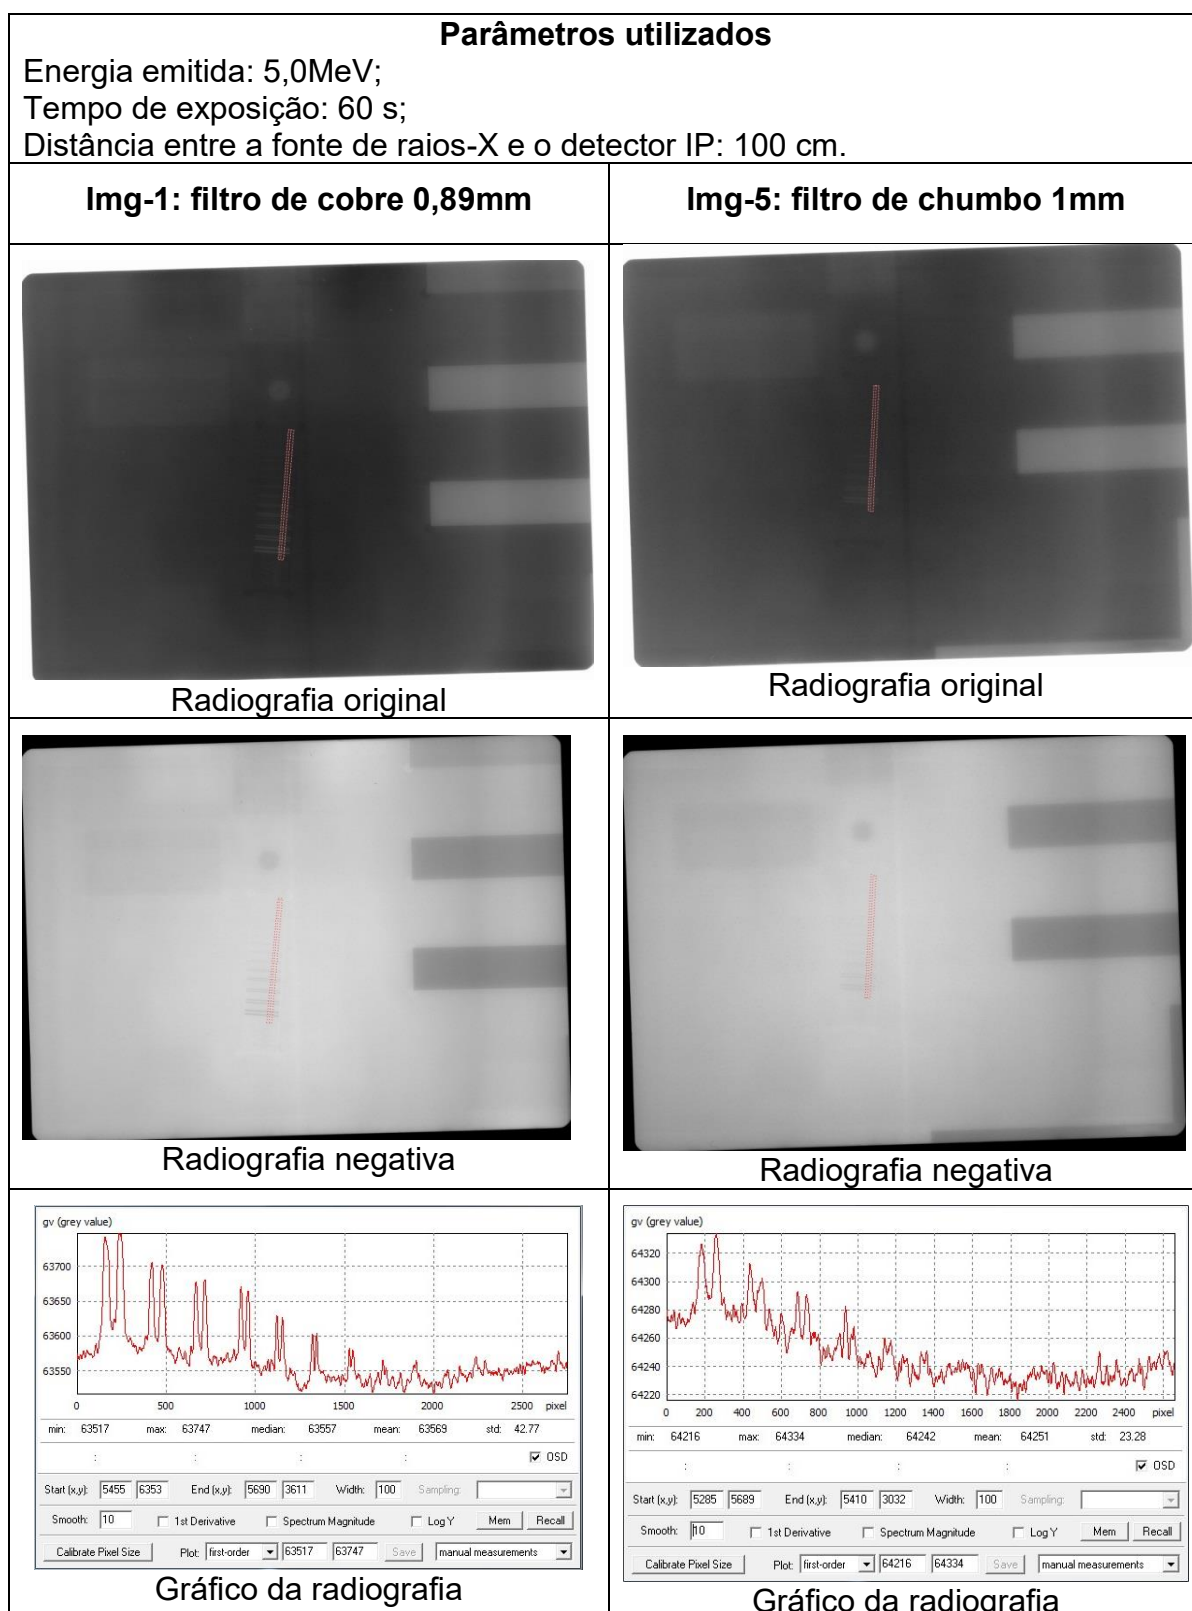 Parâmetros utilizados
Energia emitida: 5,0MeV;
Tempo de exposição: 60 s;
Distância entre a fonte de raios-X e o detector IP: 100 cm.
Img-1: filtro de cobre 0,89mm
Img-5: filtro de chumbo 1mm
Radiografia original
Radiografia original
Radiografia negativa
Radiografia negativa
gv (grey value)
63700
63650
63600
63550
0 500 1000 1500 2000 2500 pixel
min: 63517 max: 63747 median: 63557 mean: 63569 std: 42.77
: : : : OSD
Start (x,y): 5455 6353 End (x,y): 5690 3611 Width: 100 Sampling:
Smooth: 10 1st Derivative Spectrum Magnitude Log Y Mem Recall
Calibrate Pixel Size Plot: first-order 63517 63747 Save manual measurements
Gráfico da radiografia
gv (grey value)
64320
64300
64280
64260
64240
64220
0 200 400 600 800 1000 1200 1400 1600 1800 2000 2200 2400 pixel
min: 64216 max: 64334 median: 64242 mean: 64251 std: 23.28
: : : : OSD
Start (x,y): 5285 5689 End (x,y): 5410 3032 Width: 100 Sampling:
Smooth: 10 1st Derivative Spectrum Magnitude Log Y Mem Recall
Calibrate Pixel Size Plot: first-order 64216 64334 Save manual measurements
Gráfico da radiografia